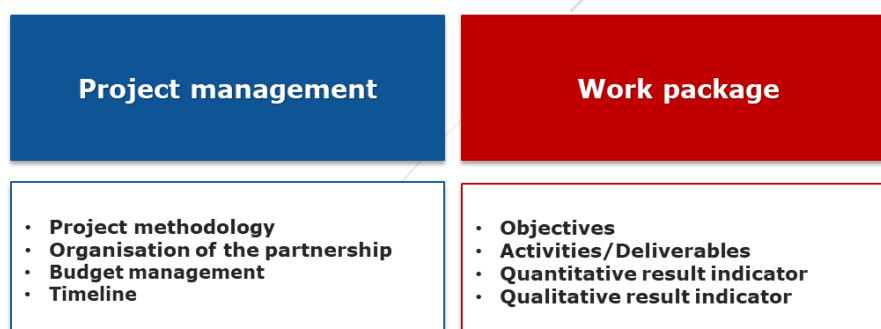 Project management
Work package
• Project methodology
• Organisation of the partnership
• Budget management
• Timeline
• Objectives
• Activities/Deliverables
• Quantitative result indicator
• Qualitative result indicator